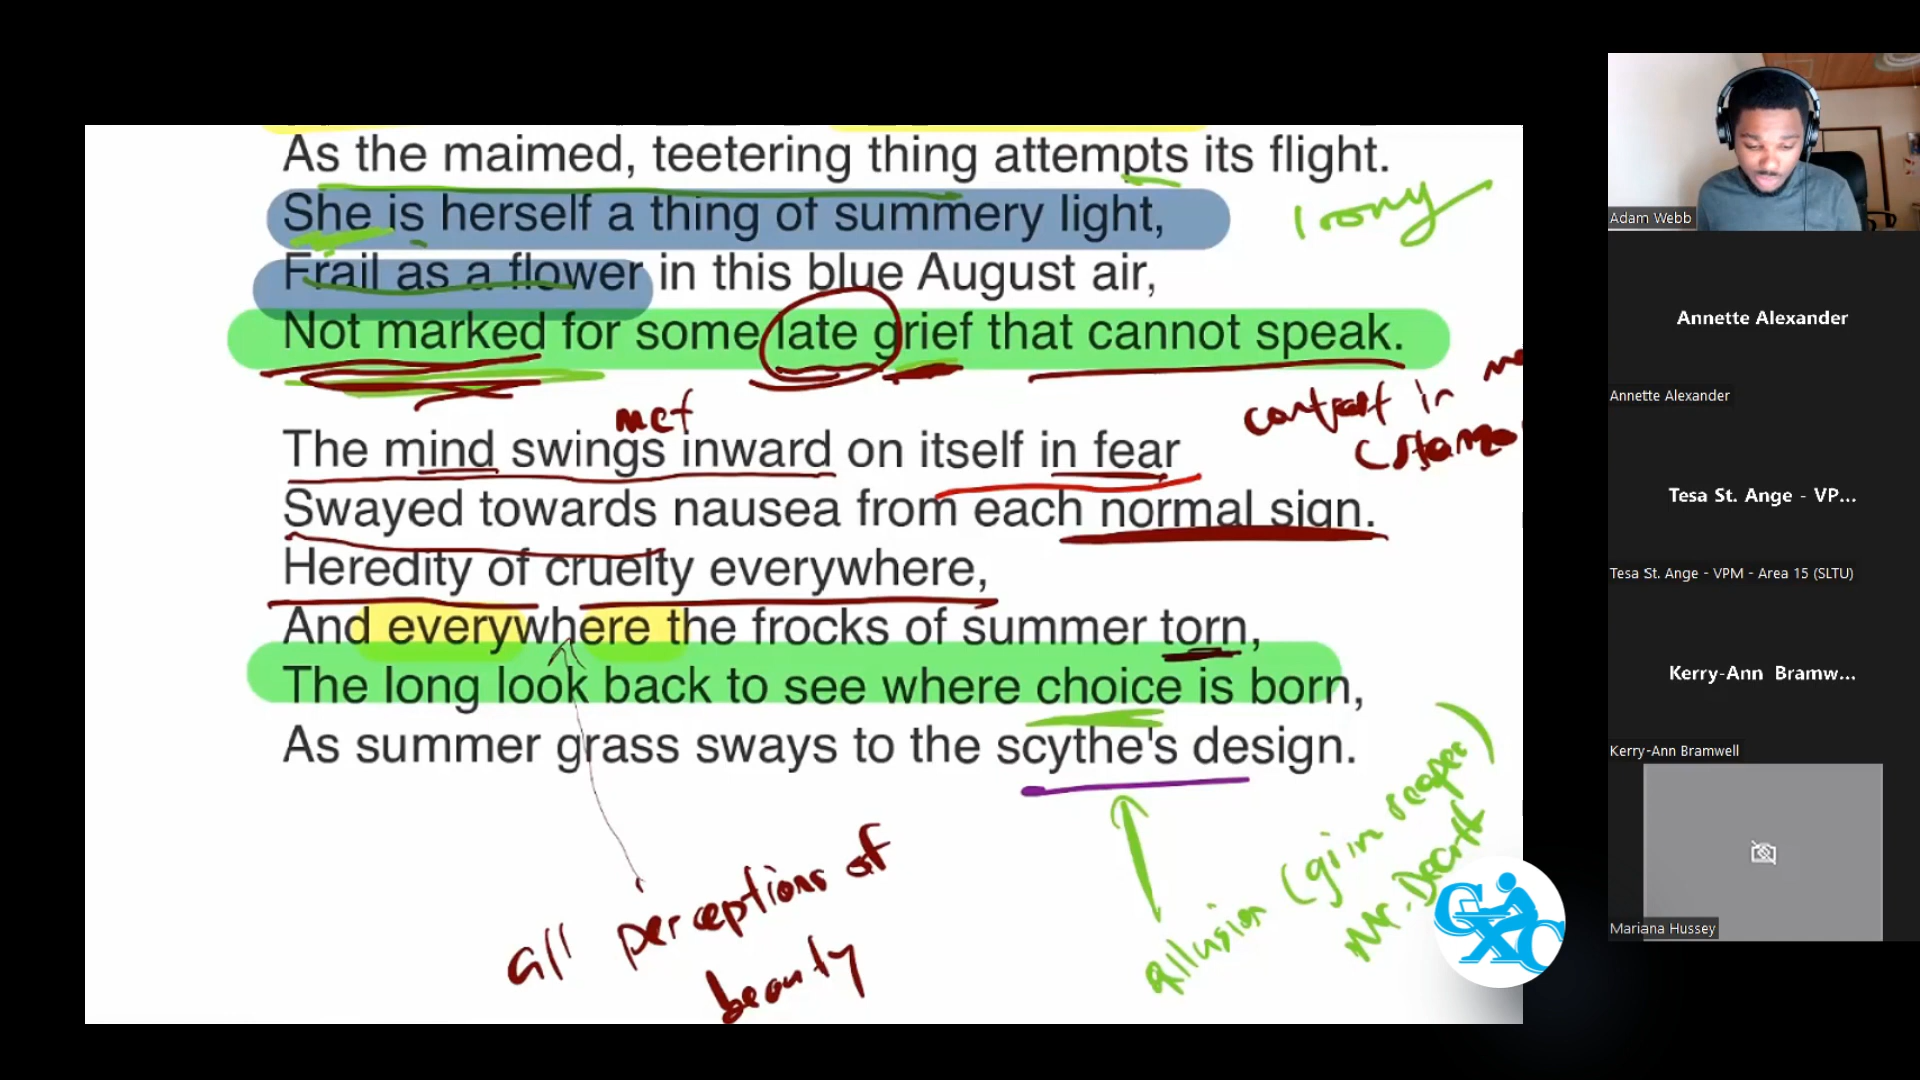 As the maimed, teetering thing attempts its flight.
She is herself a thing of summery light,
Irony
Frail as a flower in this blue August air,
Not marked for some late grief that cannot speak.
met
The mind swings inward on itself in fear
Swayed towards nausea from each normal sign.
Heredity of cruelty everywhere,
And everywhere the frocks of summer torn,
The long look back to see where choice is born,
As summer grass sways to the scythe's design.
all perceptions of
beauty
allusion (grim reaper)
Mr. Death
GXC
Adam Webb
Annette Alexander
Annette Alexander
Tesa St. Ange - VP...
Tesa St. Ange - VPM - Area 15 (SLTU)
Kerry-Ann Bramw...
Kerry-Ann Bramwell
Mariana Hussey